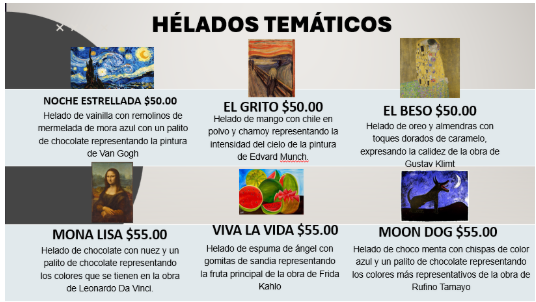 HÉLADOS TEMÁTICOS
NOCHE ESTRELLADA $50.00
Helado de vainilla con remolinos de
mermelada de mora azul con un palito
de chocolate representando la pintura
de Van Gogh
EL GRITO $50.00
Helado de mango con chile en
polvo y chamoy representando la
intensidad del cielo de la pintura
de Edvard Munch.
EL BESO $50.00
Helado de oreo y almendras con
toques dorados de caramelo,
expresando la calidez de la obra de
Gustav Klimt
MONA LISA $55.00
Helado de chocolate con nuez y un
palito de chocolate representando
los colores que se tienen en la obra
de Leonardo Da Vinci.
VIVA LA VIDA $55.00
Helado de espuma de ángel con
gomitas de sandia representando
la fruta principal de la obra de Frida
Kahlo
MOON DOG $55.00
Helado de choco menta con chispas de color
azul y un palito de chocolate representando
los colores más representativos de la obra de
Rufino Tamayo